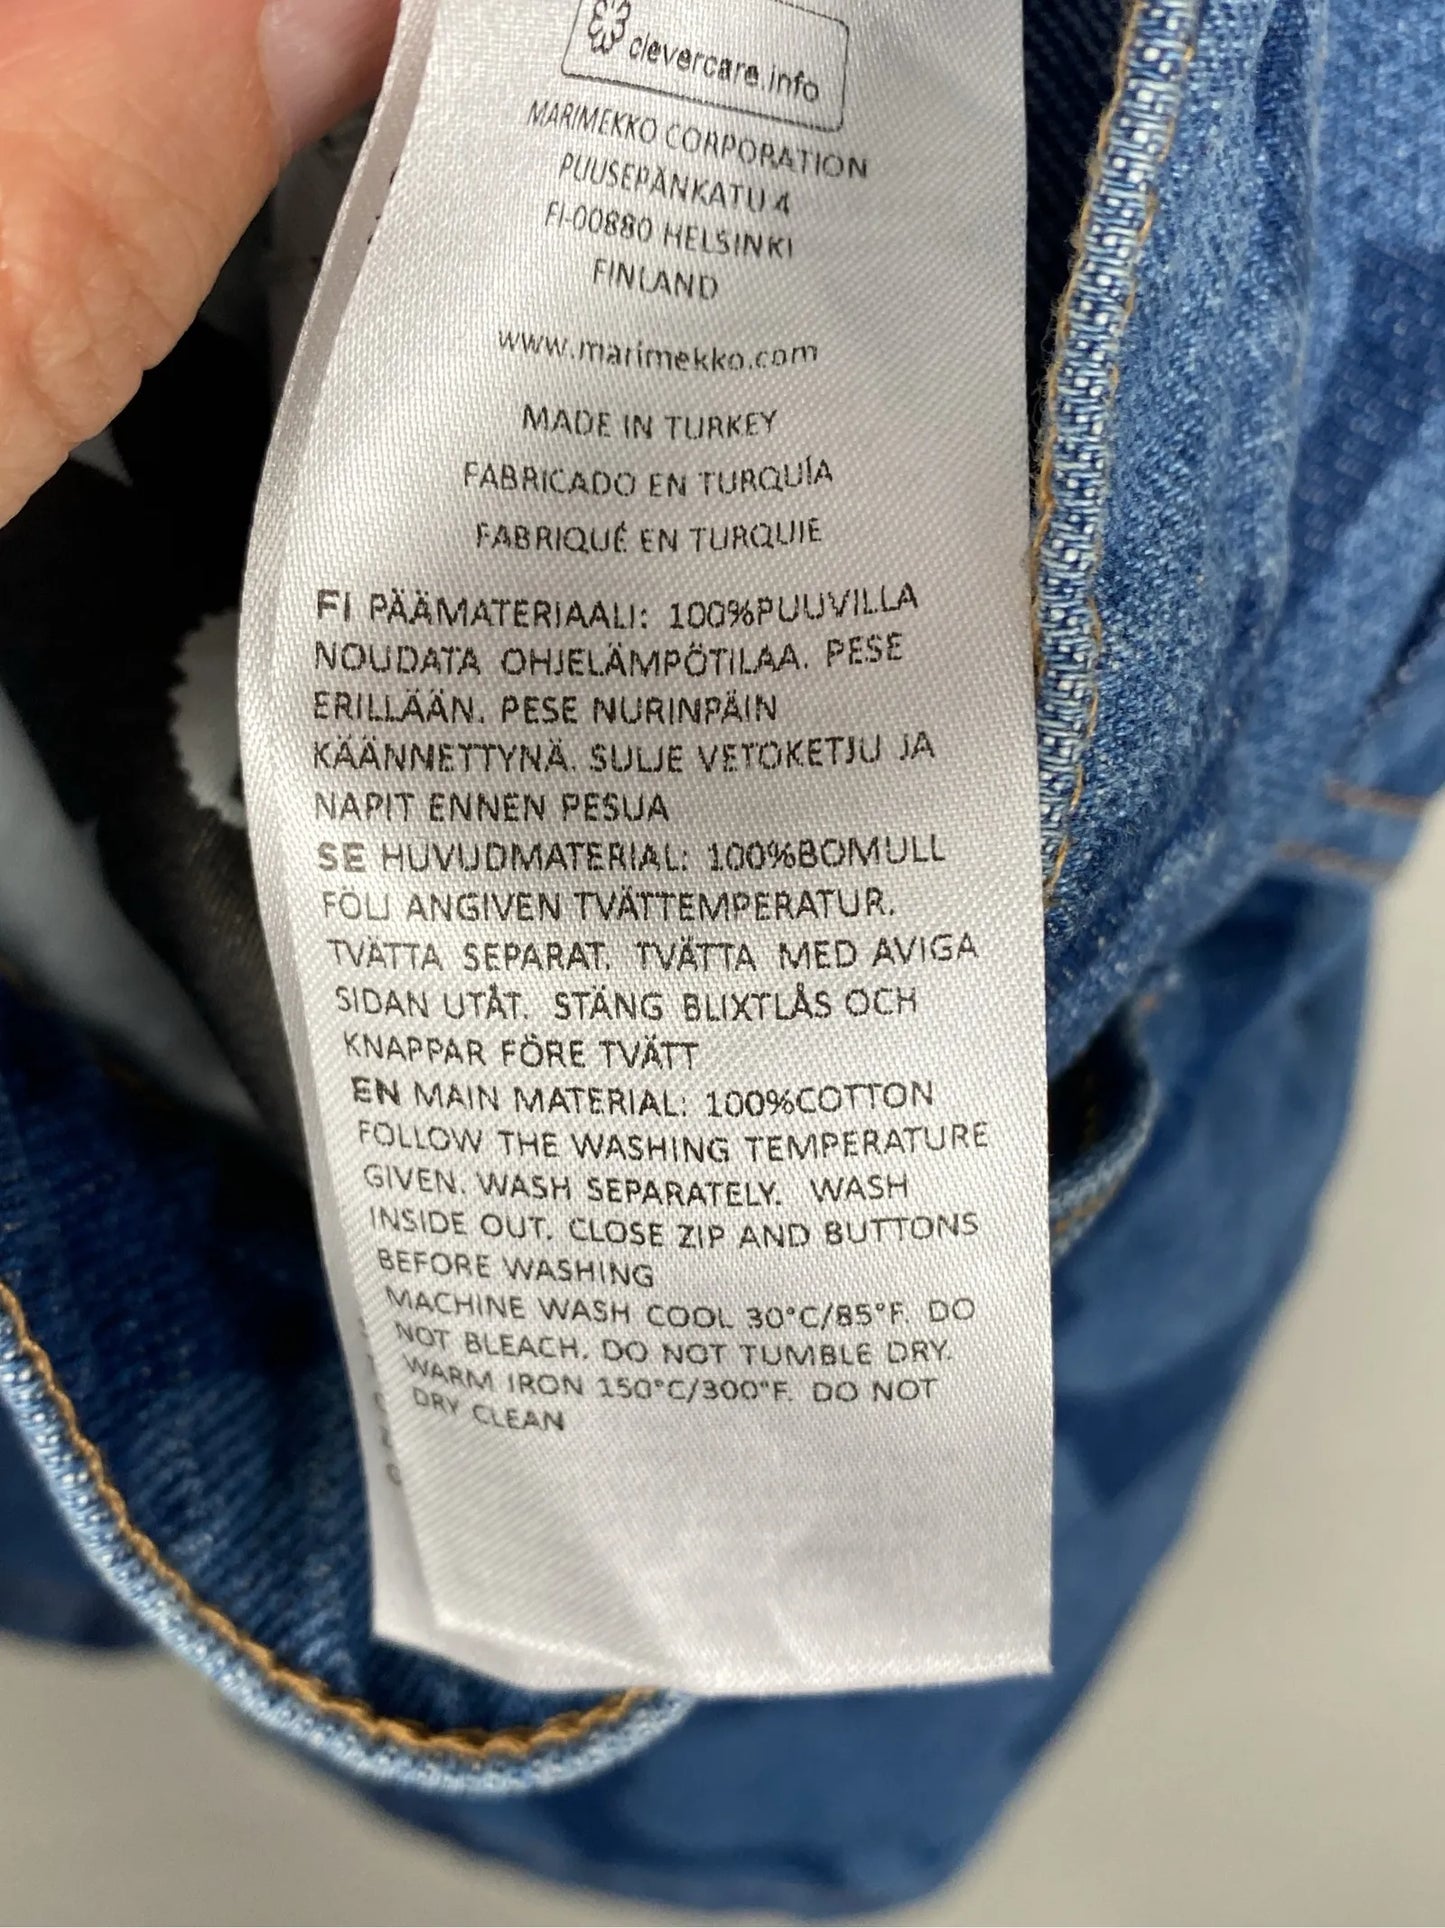 clevercare.info
MARIMEKKO CORPORATION
PUUSEPÄNKATU 4
FI-00880 HELSINKI
FINLAND
www.marimekko.com
MADE IN TURKEY
FABRICADO EN TURQUÍA
FABRIQUÉ EN TURQUIE
FI PÄÄMATERIAALI: 100%PUUVILLA
NOUDATA OHJELÄMPÖTILAA. PESE
ERILLÄÄN. PESE NURINPÄIN
KÄÄNNETTYNÄ. SULJE VETOKETJU JA
NAPIT ENNEN PESUA
SE HUVUDMATERIAL: 100%BOMULL
FÖLJ ANGIVEN TVÄTTEMPERATUR.
TVÄTTA SEPARAT. TVÄTTA MED AVIGA
SIDAN UTÅT. STÄNG BLIXTLÅS OCH
KNAPPAR FÖRE TVÄTT
EN MAIN MATERIAL: 100%COTTON
FOLLOW THE WASHING TEMPERATURE
GIVEN. WASH SEPARATELY. WASH
INSIDE OUT. CLOSE ZIP AND BUTTONS
BEFORE WASHING
MACHINE WASH COOL 30°C/85°F. DO
NOT BLEACH. DO NOT TUMBLE DRY.
WARM IRON 150°C/300°F. DO NOT
DRY CLEAN